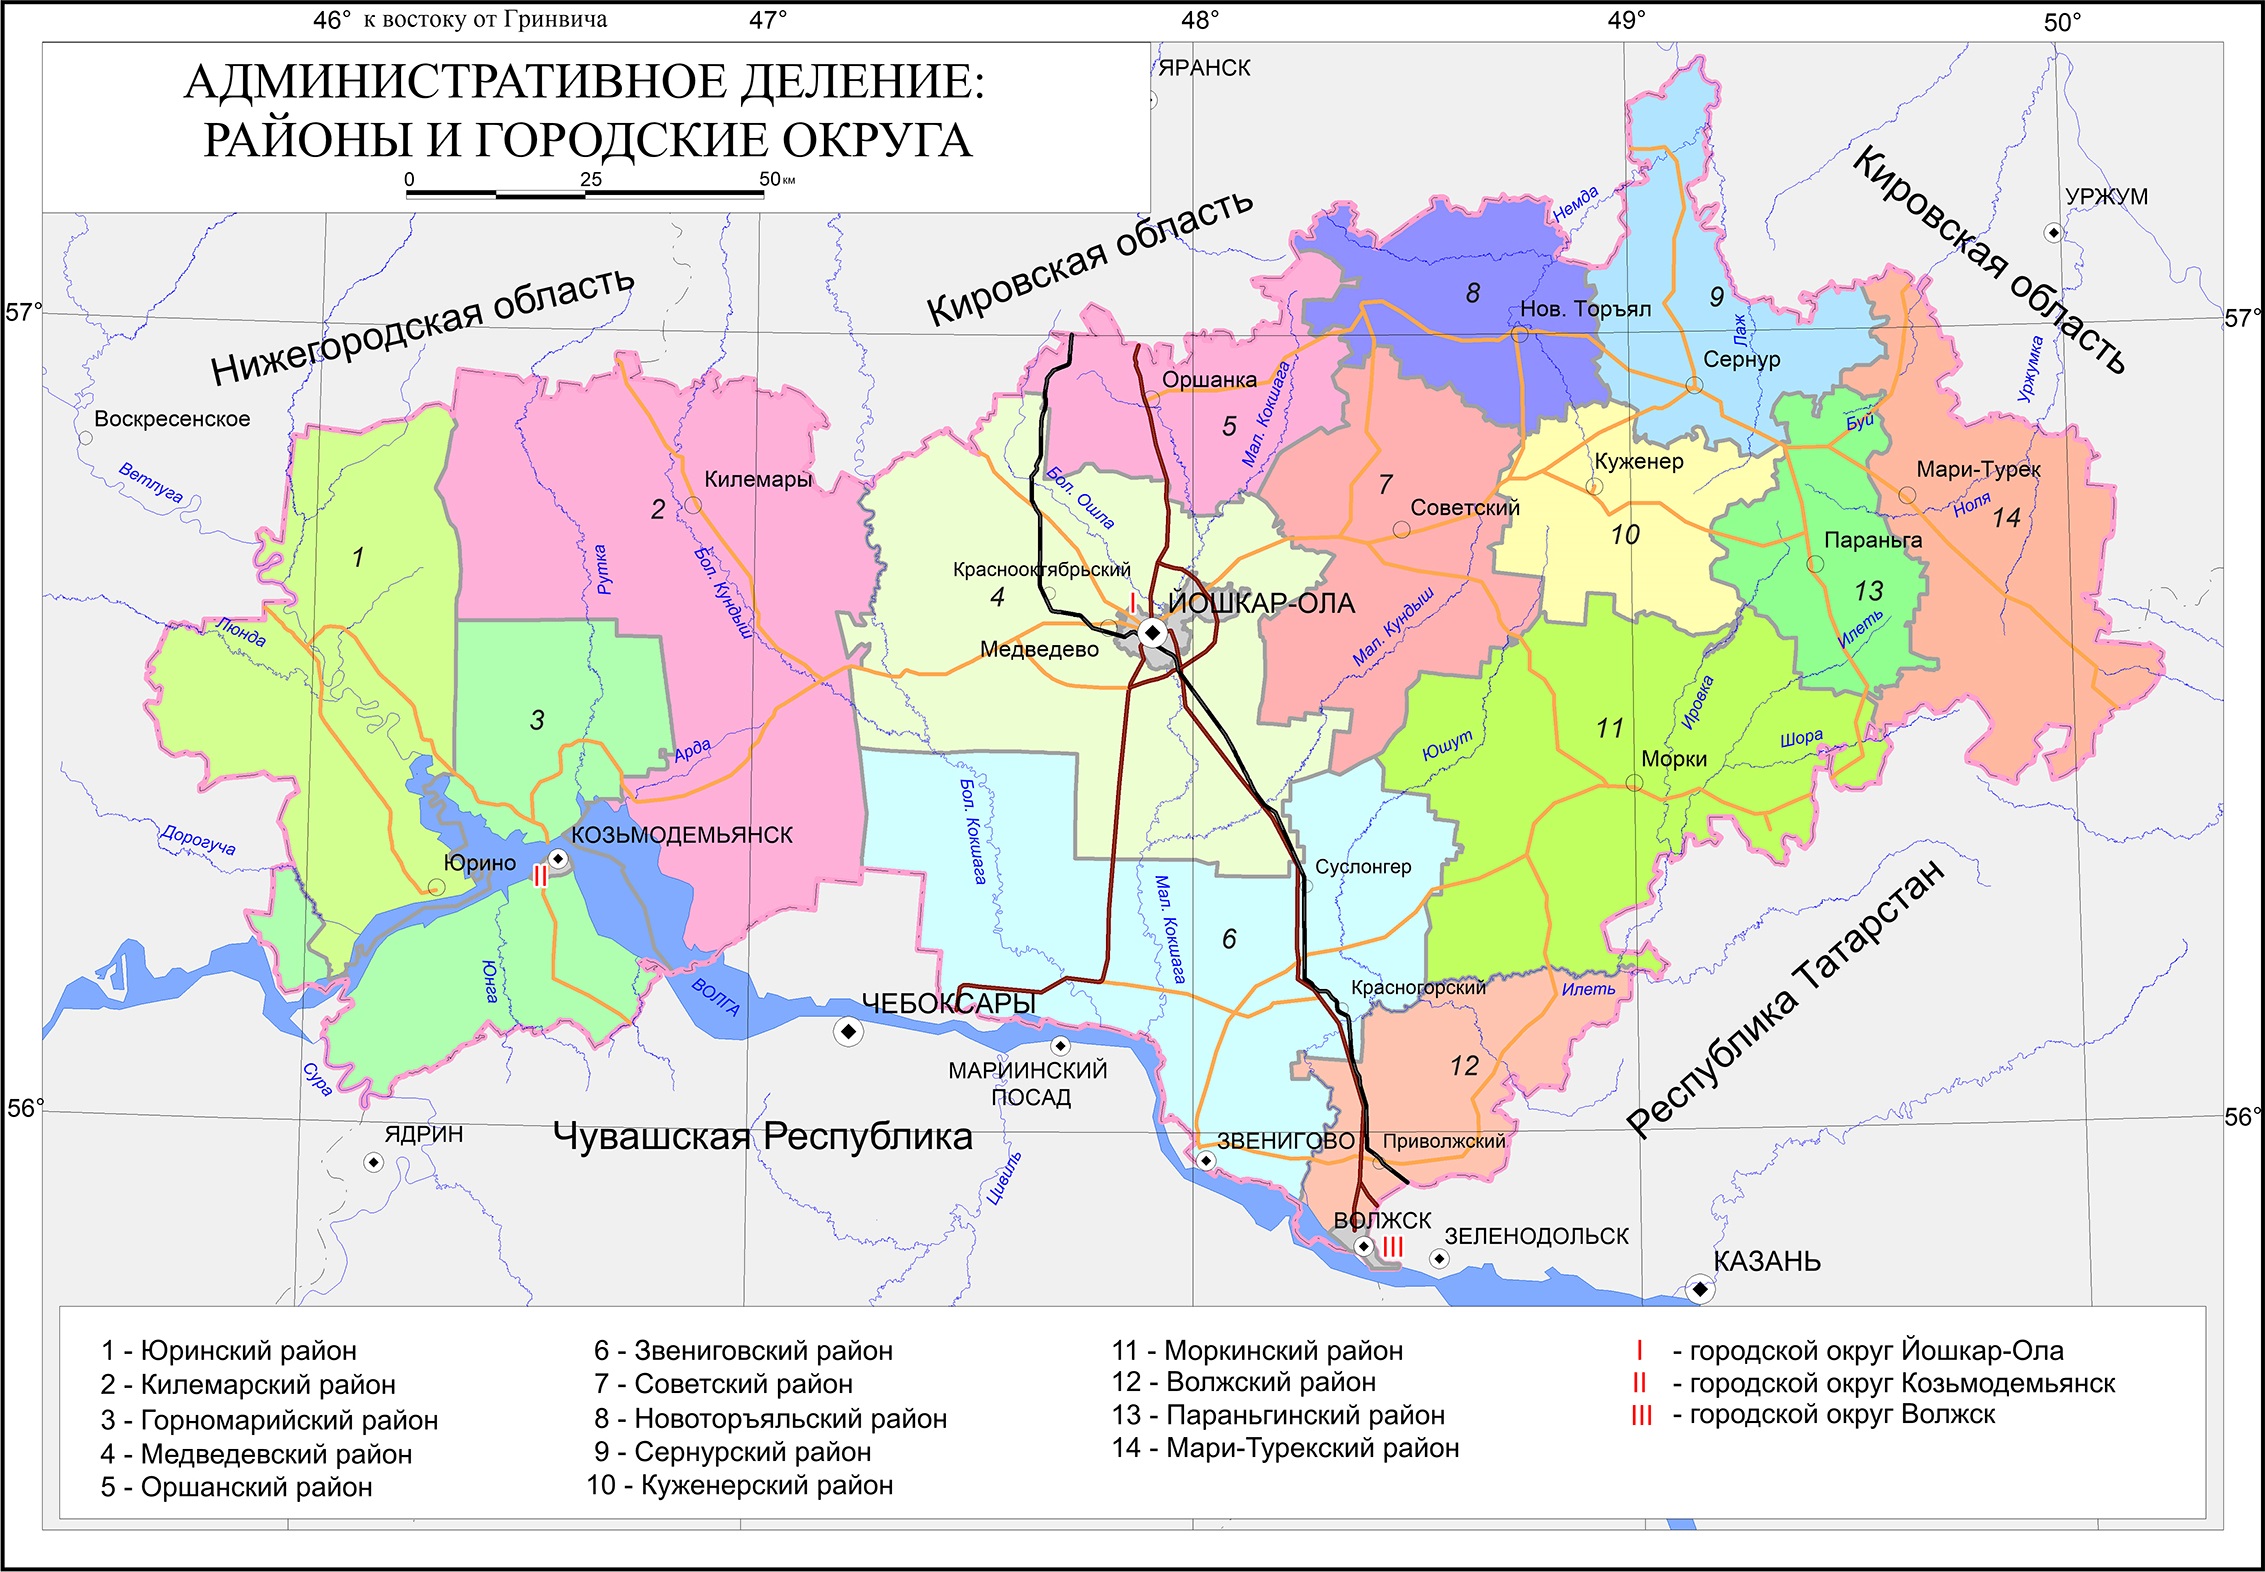 46° к востоку от Гринвича
47°
48°
49°
50°
АДМИНИСТРАТИВНОЕ ДЕЛЕНИЕ:
РАЙОНЫ И ГОРОДСКИЕ ОКРУГА
0 25 50 км
ЯРАНСК
Кировская область
Кировская область
УРЖУМ
Немда
Нижегородская область
57°
57°
8
9
Нов. Торъял
Лаж
Сернур
Уржумка
Воскресенское
Ветлуга
Оршанка
5
Мал. Кокшага
Буй
Килемары
2
Куженер
Мари-Турек
Ноля
14
7
Советский
Бол. Ошла
10
Параньга
13
1
Рутка
Бол. Кундыш
Краснооктябрьский
4
I
ЙОШКАР-ОЛА
Медведево
Мал. Кундыш
Илеть
Люнда
3
Арда
Ировка
11
Юшут
Шора
Морки
Дорогуча
КОЗЬМОДЕМЬЯНСК
Юрино
II
Бол. Кокшага
Мал. Кокшага
Суслонгер
6
Юнга
ВОЛГА
ЧЕБОКСАРЫ
Красногорский
Илеть
Республика Татарстан
МАРИИНСКИЙ
ПОСАД
12
Сура
56°
56°
ЯДРИН
Чувашская Республика
Цивиль
ЗВЕНИГОВО
Приволжский
ВОЛЖСК
III
ЗЕЛЕНОДОЛЬСК
КАЗАНЬ
1 - Юринский район
2 - Килемарский район
3 - Горномарийский район
4 - Медведевский район
5 - Оршанский район
6 - Звениговский район
7 - Советский район
8 - Новоторъяльский район
9 - Сернурский район
10 - Куженерский район
11 - Моркинский район
12 - Волжский район
13 - Параньгинский район
14 - Мари-Турекский район
I - городской округ Йошкар-Ола
II - городской округ Козьмодемьянск
III - городской округ Волжск